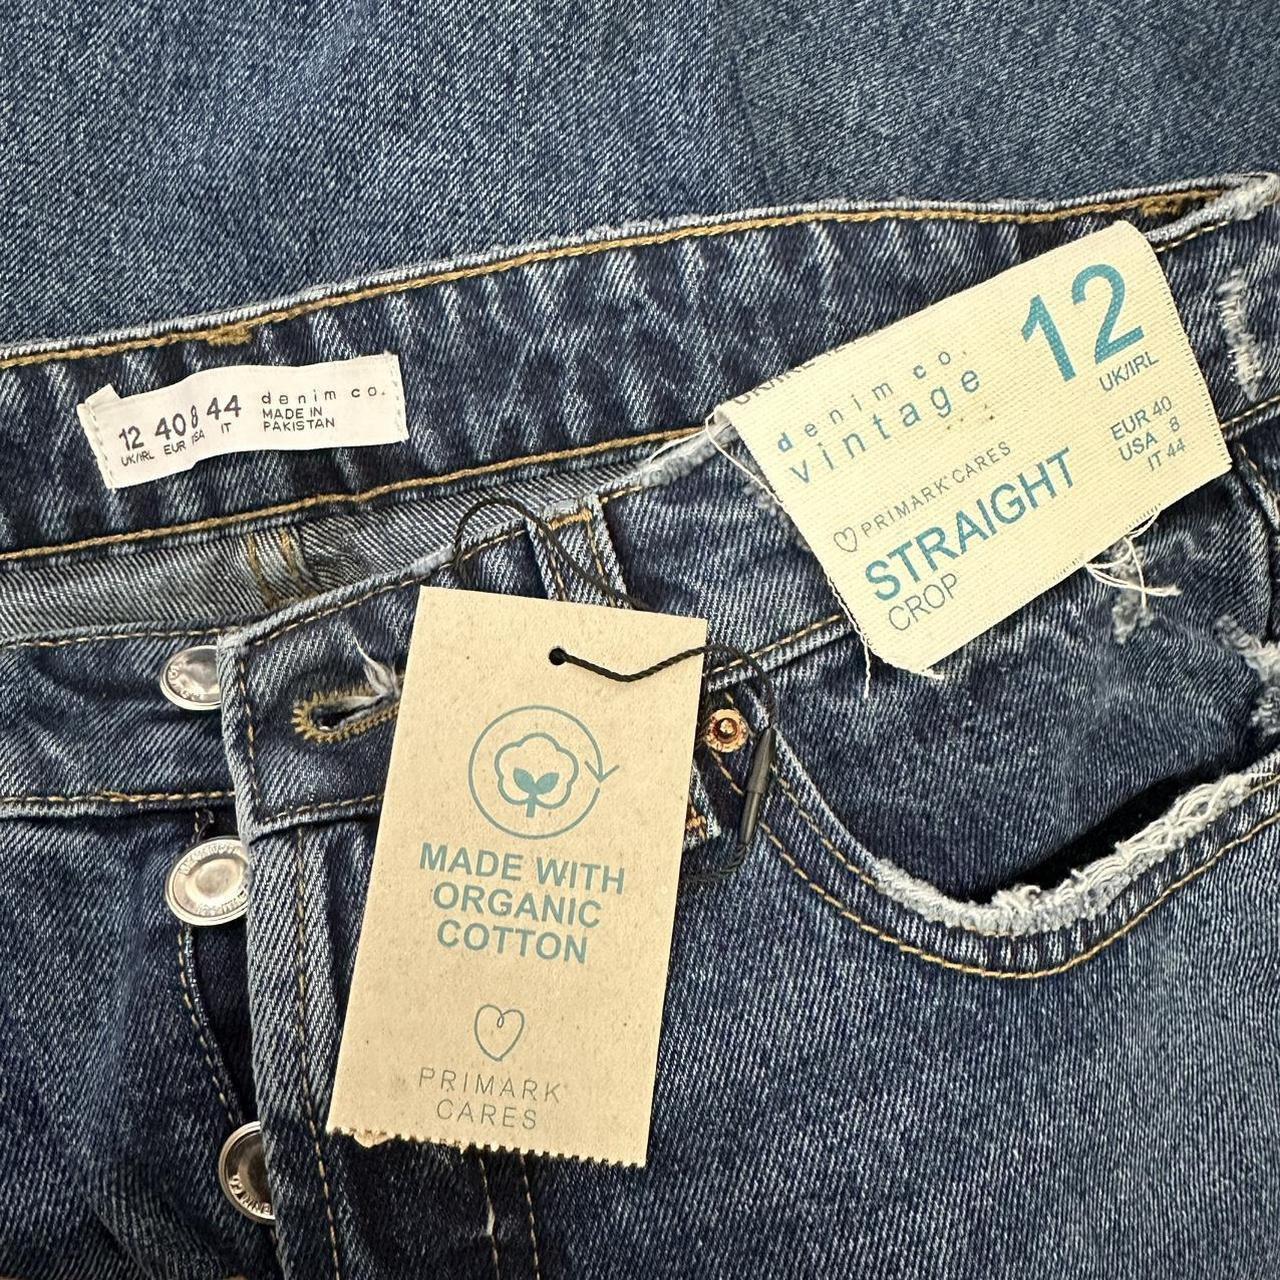 12 40 8 44
UK/IRL EUR USA IT
denim co.
MADE IN
PAKISTAN
denim co.
vintage
12
UK/IRL
EUR 40
USA 8
IT 44
PRIMARK CARES
STRAIGHT
CROP
MADE WITH
ORGANIC
COTTON
PRIMARK
CARES